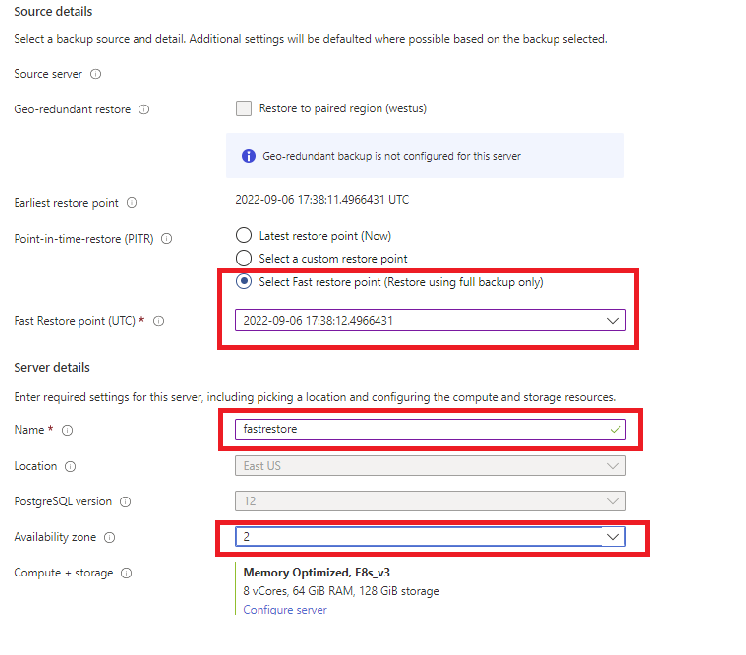 Source details
Select a backup source and detail. Additional settings will be defaulted where possible based on the backup selected.
Source server
Geo-redundant restore
Restore to paired region (westus)
Geo-redundant backup is not configured for this server
Earliest restore point
2022-09-06 17:38:11.4966431 UTC
Point-in-time-restore (PITR)
Latest restore point (Now)
Select a custom restore point
Select Fast restore point (Restore using full backup only)
Fast Restore point (UTC) *
2022-09-06 17:38:12.4966431
Server details
Enter required settings for this server, including picking a location and configuring the compute and storage resources.
Name *
fastrestore
Location
East US
PostgreSQL version
12
Availability zone
2
Compute + storage
Memory Optimized, E8s_v3
8 vCores, 64 GiB RAM, 128 GiB storage
Configure server